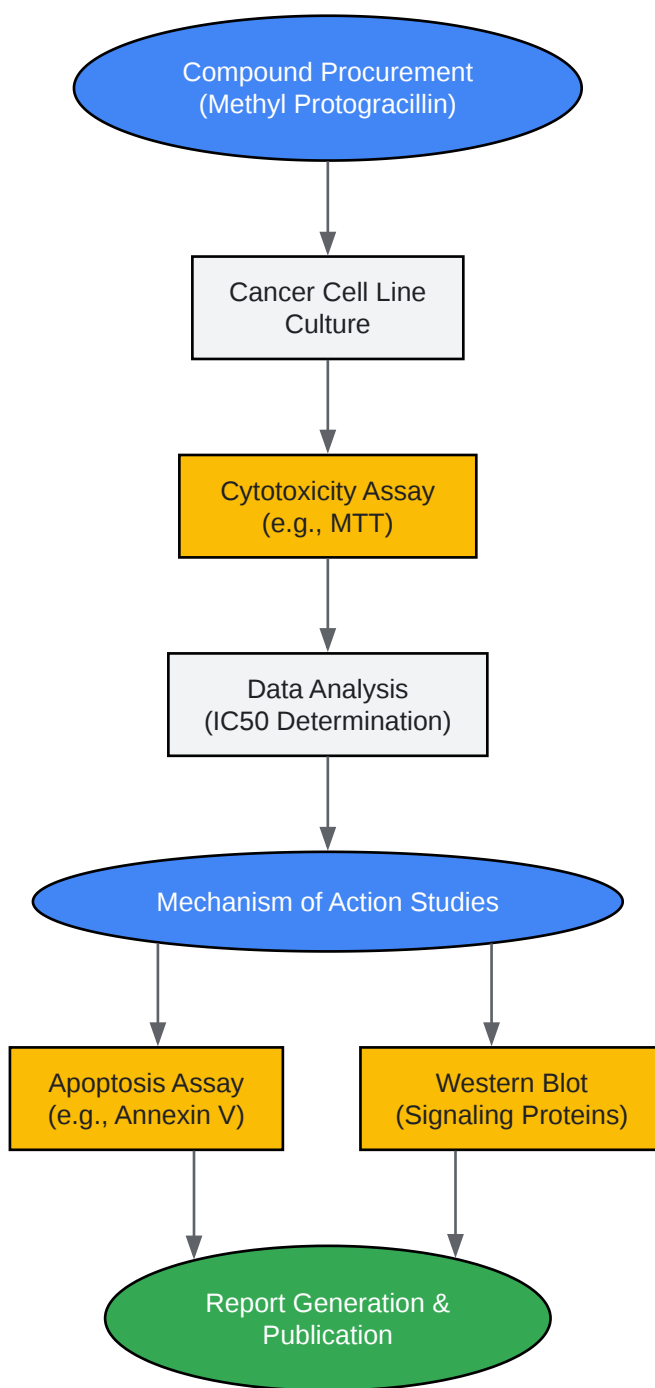 Compound Procurement
(Methyl Protogracillin)
Cancer Cell Line
Culture
Cytotoxicity Assay
(e.g., MTT)
Data Analysis
(IC50 Determination)
Mechanism of Action Studies
Apoptosis Assay
(e.g., Annexin V)
Western Blot
(Signaling Proteins)
Report Generation &
Publication